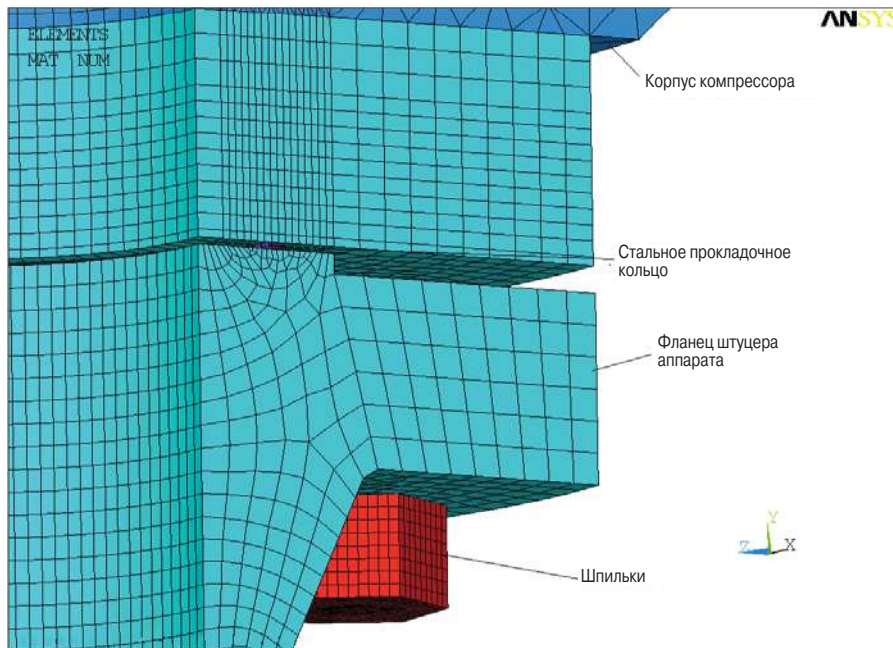 ELEMENTS
MAT NUM
ANSYS
Корпус компрессора
Стальное прокладочное
кольцо
Фланец штуцера
аппарата
Шпильки
Y
Z X